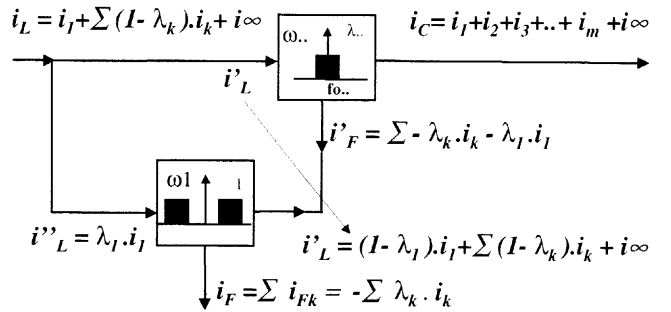 i_L = i_1+∑(1- λ_k).i_k+ i∞
i_C= i_1+i_2+i_3+..+ i_m +i∞
ω.. λ..
fo..
i'_L
i'_F = ∑ - λ_k.i_k - λ_1.i_1
ω1 1
i''_L = λ_1.i_1
i'_L = (1- λ_1).i_1+∑(1- λ_k).i_k + i∞
i_F =∑ i_Fk = -∑ λ_k . i_k